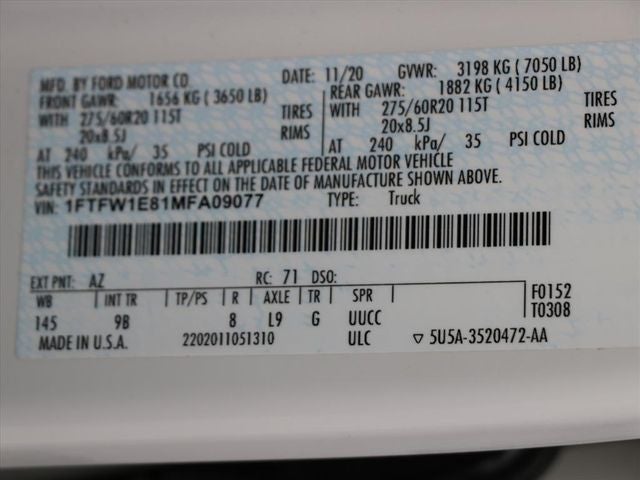 MFD. BY FORD MOTOR CO DATE: 11/20 GVWR: 3198 KG ( 7050 LB)
FRONT GAWR: 1656 KG ( 3650 LB) REAR GAWR: 1882 KG ( 4150 LB)
WITH 275/60R20 115T TIRES WITH 275/60R20 115T TIRES
20x8.5J RIMS 20x8.5J RIMS
AT 240 kPa/ 35 PSI COLD AT 240 kPa/ 35 PSI COLD
THIS VEHICLE CONFORMS TO ALL APPLICABLE FEDERAL MOTOR VEHICLE
SAFETY STANDARDS IN EFFECT ON THE DATE OF MANUFACTURE SHOWN ABOVE.
VIN: 1FTFW1E81MFA09077 TYPE: Truck
EXT PNT: AZ RC: 71 DSO:
WB INT TR TP/PS R AXLE TR SPR F0152
145 9B 8 L9 G UUCC T0308
MADE IN U.S.A. 2202011051310 ULC ▽ 5U5A-3520472-AA